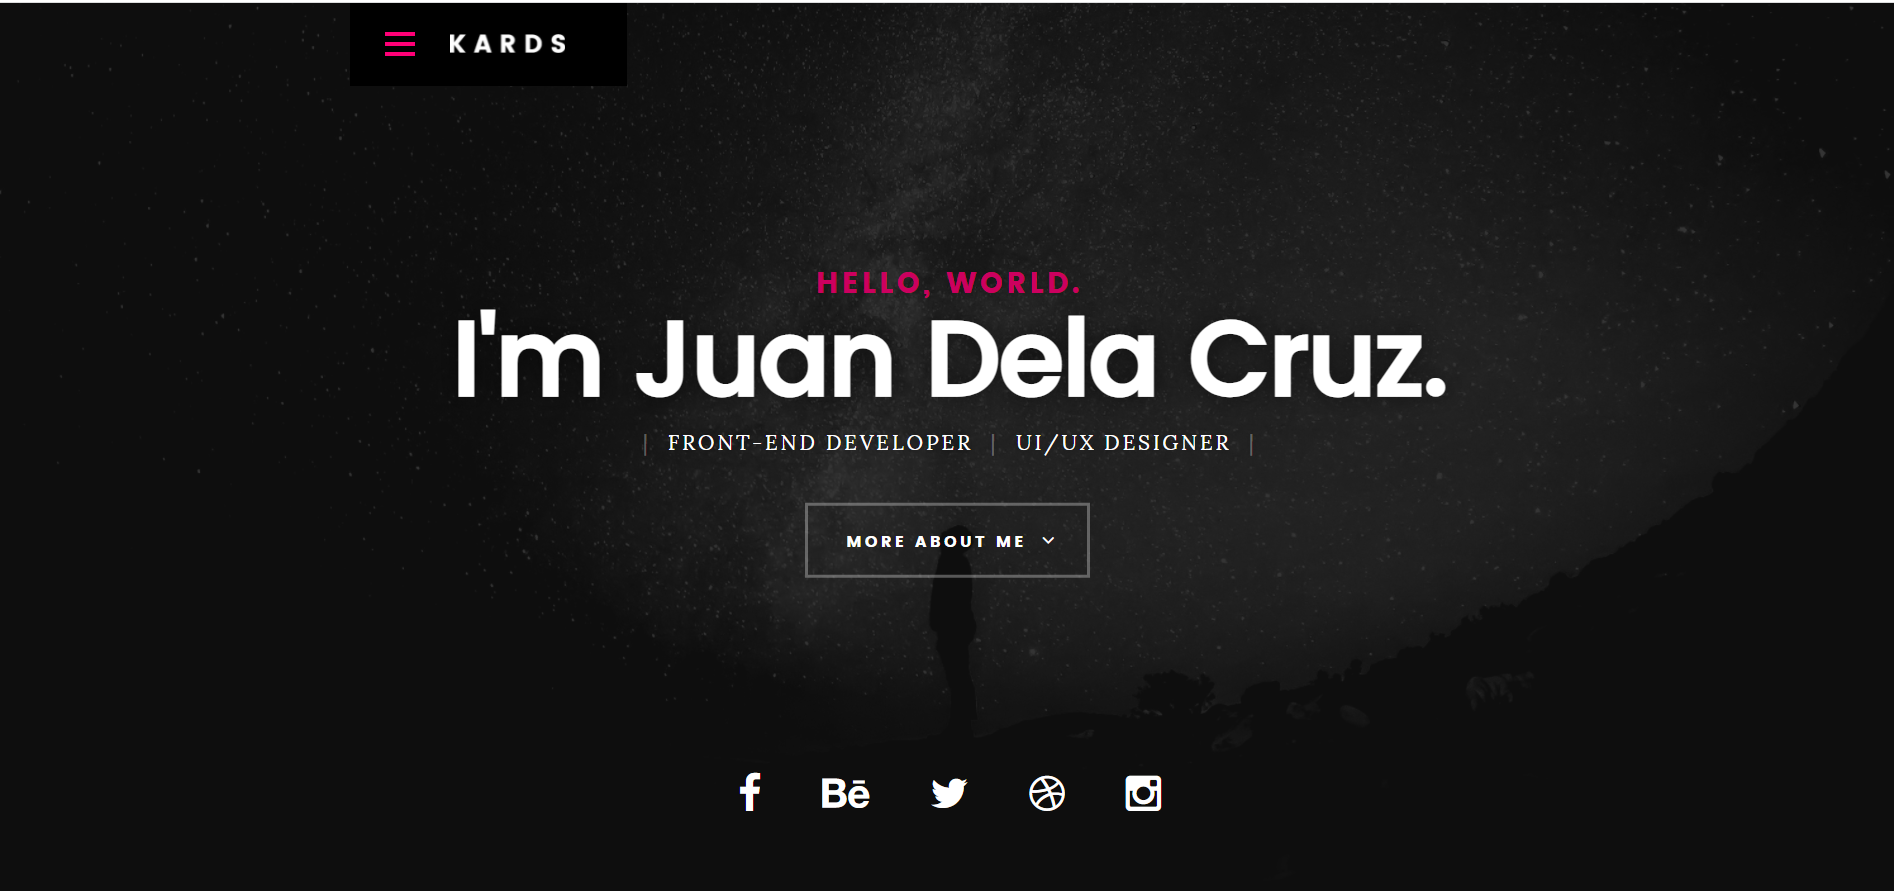 KARDS
HELLO, WORLD.
I'm Juan Dela Cruz.
| FRONT-END DEVELOPER | UI/UX DESIGNER |
MORE ABOUT ME
Bē